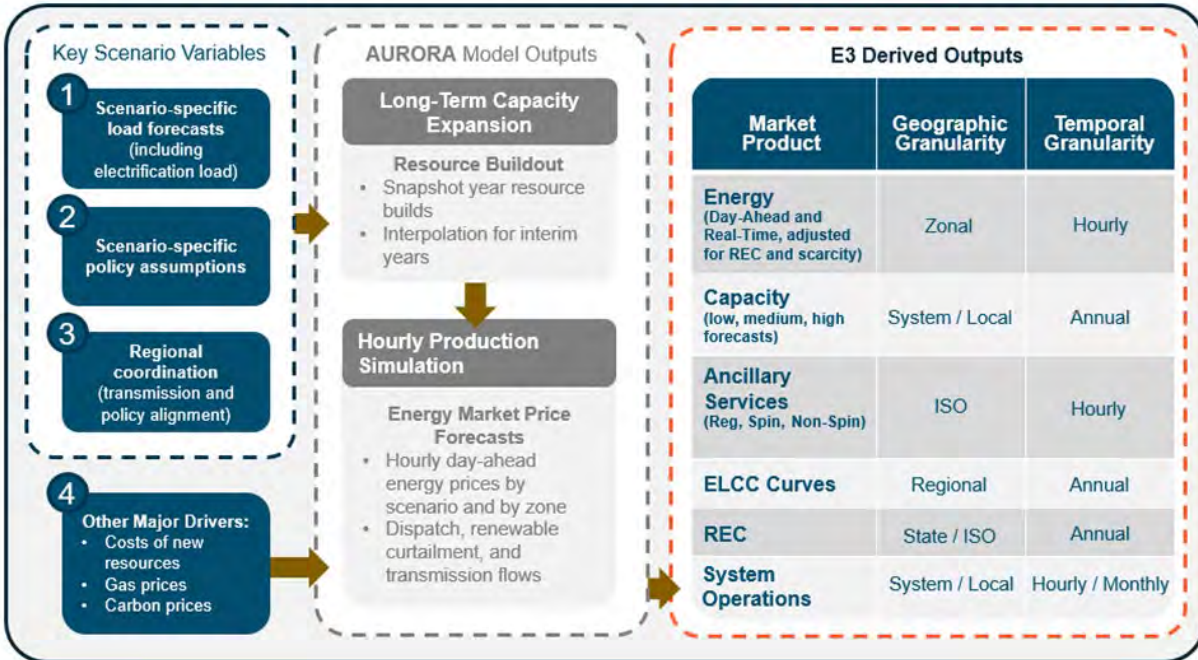 Key Scenario Variables
1
Scenario-specific
load forecasts
(including
electrification load)
2
Scenario-specific
policy assumptions
3
Regional
coordination
(transmission and
policy alignment)
4
Other Major Drivers:
• Costs of new
resources
• Gas prices
• Carbon prices
AURORA Model Outputs
Long-Term Capacity
Expansion
Resource Buildout
• Snapshot year resource
builds
• Interpolation for interim
years
Hourly Production
Simulation
Energy Market Price
Forecasts
• Hourly day-ahead
energy prices by
scenario and by zone
• Dispatch, renewable
curtailment, and
transmission flows
E3 Derived Outputs
Market
Product
Geographic
Granularity
Temporal
Granularity
Energy
(Day-Ahead and
Real-Time, adjusted
for REC and scarcity)
Zonal
Hourly
Capacity
(low, medium, high
forecasts)
System / Local
Annual
Ancillary
Services
(Reg, Spin, Non-Spin)
ISO
Hourly
ELCC Curves
Regional
Annual
REC
State / ISO
Annual
System
Operations
System / Local
Hourly / Monthly